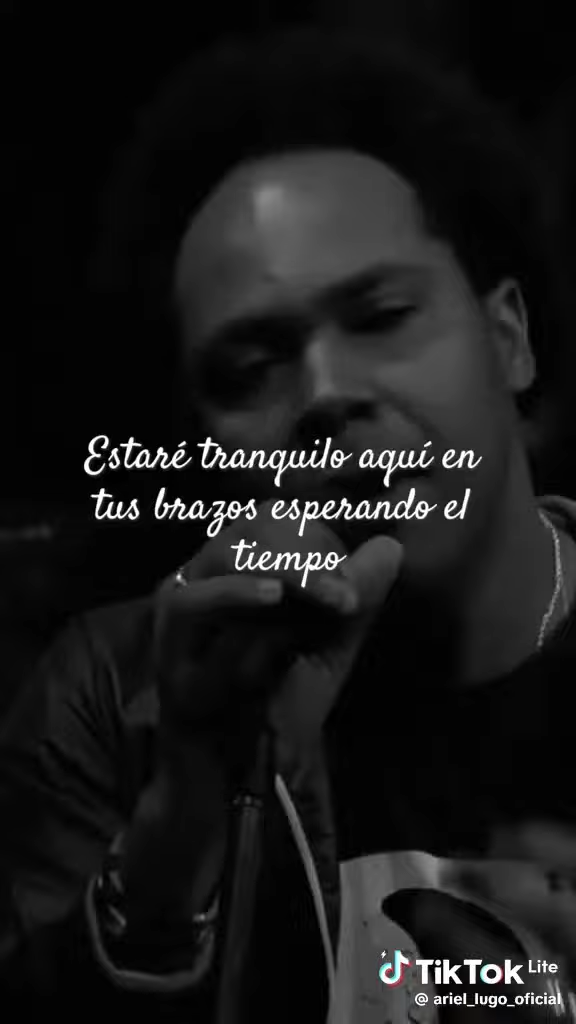 Estaré tranquilo aquí en
tus brazos esperando el
tiempo
TikTok Lite
@ ariel_lugo_oficial